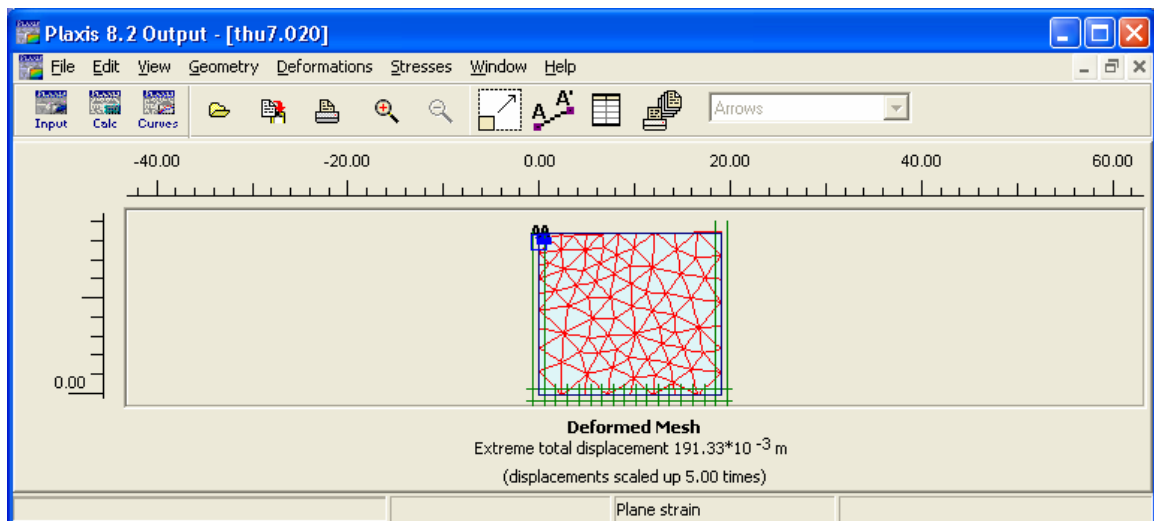 Plaxis 8.2 Output - [thu7.020]
File Edit View Geometry Deformations Stresses Window Help
Input Calc Curves A A' Arrows
-40.00 -20.00 0.00 20.00 40.00 60.00
0.00
Deformed Mesh
Extreme total displacement 191.33*10 -3 m
(displacements scaled up 5.00 times)
Plane strain